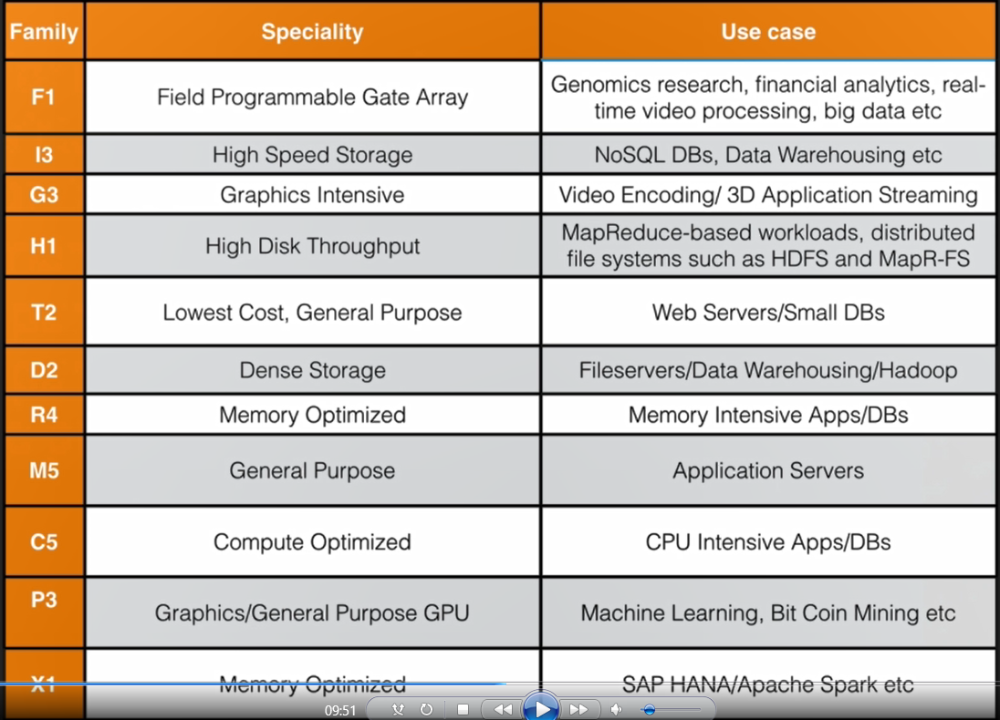 Family Speciality Use case
F1 Field Programmable Gate Array Genomics research, financial analytics, real-
time video processing, big data etc
I3 High Speed Storage NoSQL DBs, Data Warehousing etc
G3 Graphics Intensive Video Encoding/ 3D Application Streaming
H1 High Disk Throughput MapReduce-based workloads, distributed
file systems such as HDFS and MapR-FS
T2 Lowest Cost, General Purpose Web Servers/Small DBs
D2 Dense Storage Fileservers/Data Warehousing/Hadoop
R4 Memory Optimized Memory Intensive Apps/DBs
M5 General Purpose Application Servers
C5 Compute Optimized CPU Intensive Apps/DBs
P3 Graphics/General Purpose GPU Machine Learning, Bit Coin Mining etc
X1 Memory Optimized SAP HANA/Apache Spark etc
09:51